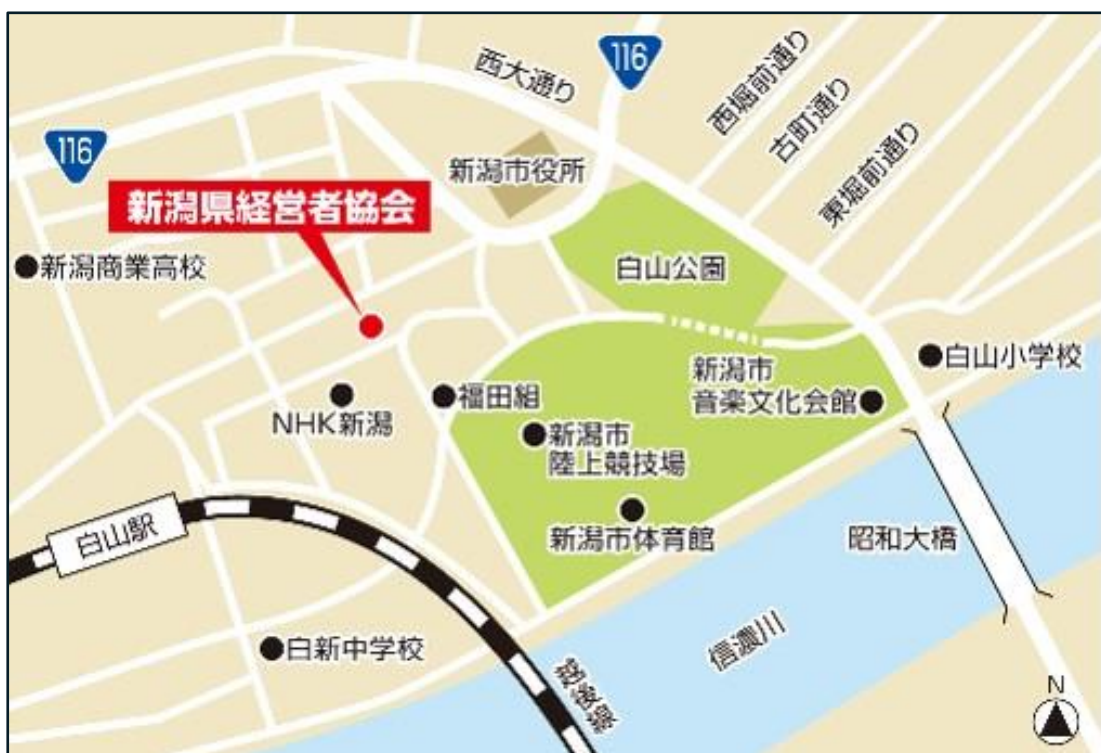 116
西大通り
西堀前通り
古町通り
東堀前通り
116
新潟市役所
新潟県経営者協会
新潟商業高校
白山公園
白山小学校
新潟市
音楽文化会館
福田組
NHK新潟
新潟市
陸上競技場
新潟市体育館
昭和大橋
白山駅
信濃川
白新中学校
越後線
N